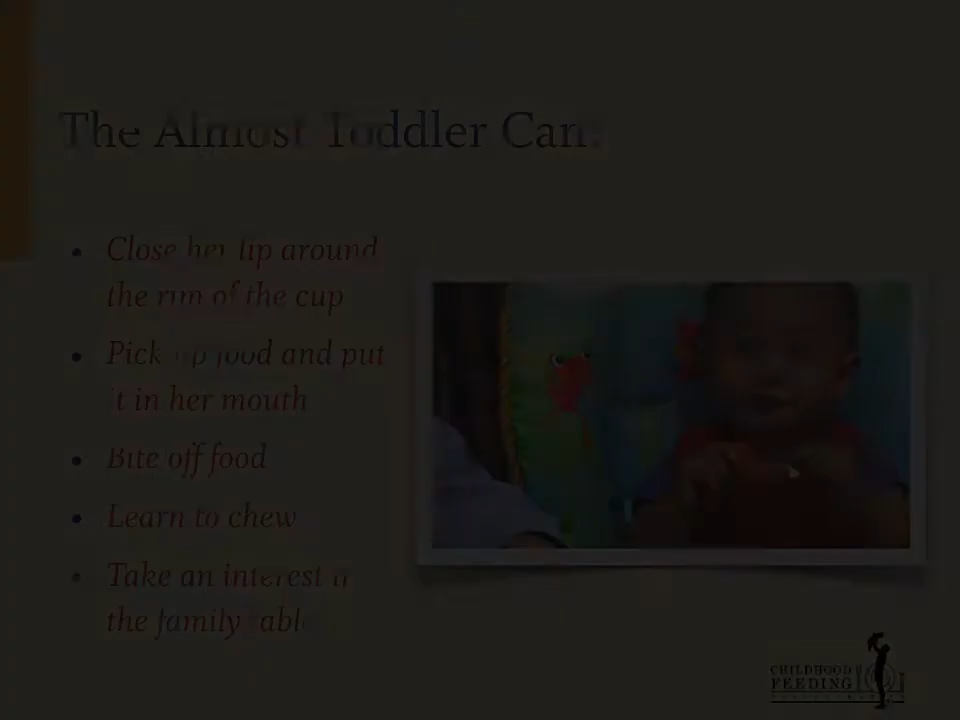 The Almost Toddler Can:
• Close her lip around
the rim of the cup
• Pick up food and put
it in her mouth
• Bite off food
• Learn to chew
• Take an interest in
the family table
CHILDHOOD
FEEDING